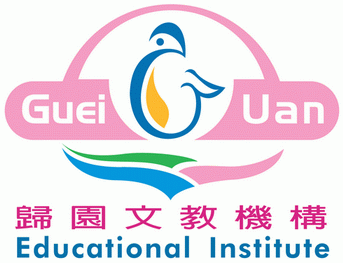 Guei Uan
歸園文教機構
Educational Institute